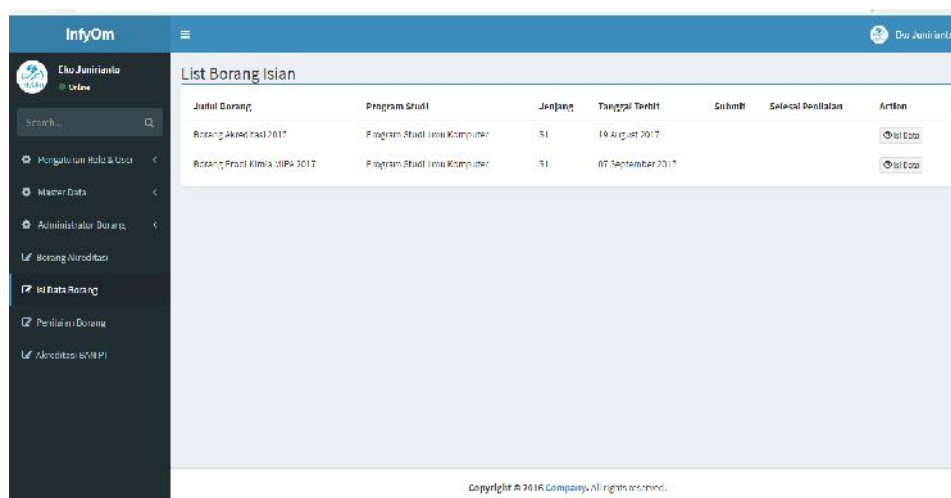 InfyOm
Eko Junirianto
Eko Junirianto
Online
Search...
Pengaturan Role & User
Master Data
Administrator Borang
Borang Akreditasi
Isi Data Borang
Penilaian Borang
Akreditasi BAN PT
List Borang Isian
Judul Borang Program Studi Jenjang Tanggal Terbit Submit Selesai Penilaian Action
Borang Akreditasi 2017 Program Studi Ilmu Komputer S1 19 August 2017 Isi Data
Borang Prodi Kimia MIPA 2017 Program Studi Ilmu Komputer S1 07 September 2017 Isi Data
Copyright © 2016 Company. All rights reserved.